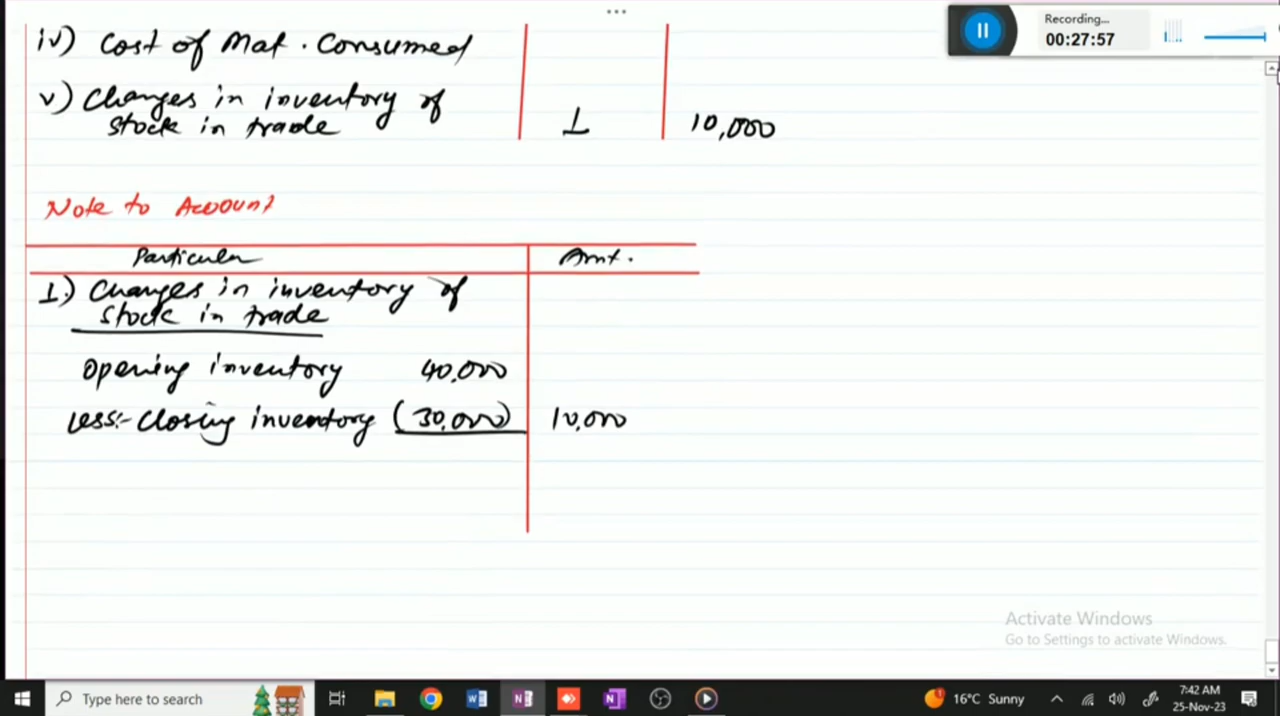 Recording...
00:27:57
iv) Cost of Mat. Consumed
v) Changes in inventory of
stock in trade 1 10,000
Note to Account
Particular Amt.
1.) Changes in inventory of
stock in trade
Opening inventory 40,000
Less:- Closing inventory (30,000) 10,000
Activate Windows
Go to Settings to activate Windows.
Type here to search
16°C Sunny
7:42 AM
25-Nov-23